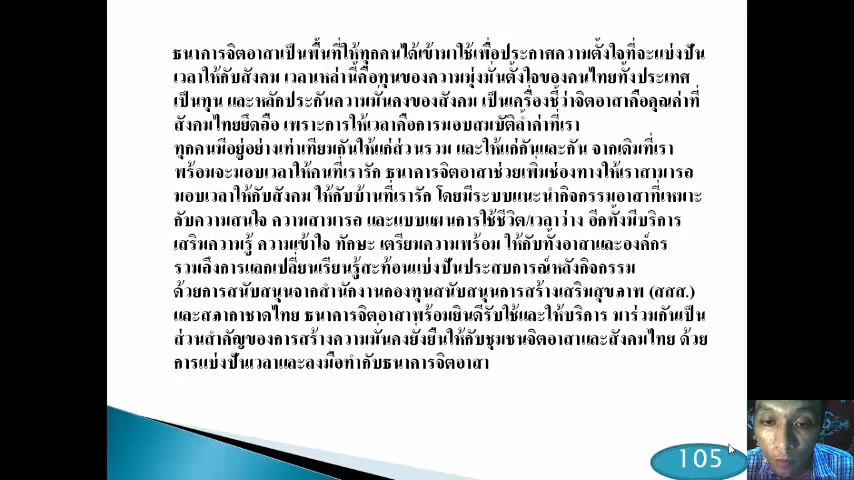 ธนาคารจิตอาสาเป็นพื้นที่ให้ทุกคนได้เข้ามาใช้เพื่อประกาศความตั้งใจที่จะแบ่งปัน
เวลาให้กับสังคม เวลาเหล่านี้คือทุนของความมุ่งมั่นตั้งใจของคนไทยทั้งประเทศ
เป็นทุน และหลักประกันความมั่นคงของสังคม เป็นเครื่องชี้ว่าจิตอาสาคือคุณค่าที่
สังคมไทยยึดถือ เพราะการให้เวลาคือการมอบสมบัติล้ำค่าที่เรา
ทุกคนมีอยู่อย่างเท่าเทียมกันให้แก่ส่วนรวม และให้แก่กันและกัน จากเดิมที่เรา
พร้อมจะมอบเวลาให้คนที่เรารัก ธนาคารจิตอาสาช่วยเพิ่มช่องทางให้เราสามารถ
มอบเวลาให้กับสังคม ให้กับบ้านที่เรารัก โดยมีระบบแนะนำกิจกรรมอาสาที่เหมาะ
กับความสนใจ ความสามารถ และแบบแผนการใช้ชีวิต/เวลาว่าง อีกทั้งมีบริการ
เสริมความรู้ ความเข้าใจ ทักษะ เตรียมความพร้อม ให้กับทั้งอาสาและองค์กร
รวมถึงการแลกเปลี่ยนเรียนรู้สะท้อนแบ่งปันประสบการณ์หลังกิจกรรม
ด้วยการสนับสนุนจากสำนักงานกองทุนสนับสนุนการสร้างเสริมสุขภาพ (สสส.)
และสภากาชาดไทย ธนาคารจิตอาสาพร้อมยินดีรับใช้และให้บริการ มาร่วมกันเป็น
ส่วนสำคัญของการสร้างความมั่นคงยั่งยืนให้กับชุมชนจิตอาสาและสังคมไทย ด้วย
การแบ่งปันเวลาและลงมือทำกับธนาคารจิตอาสา
105